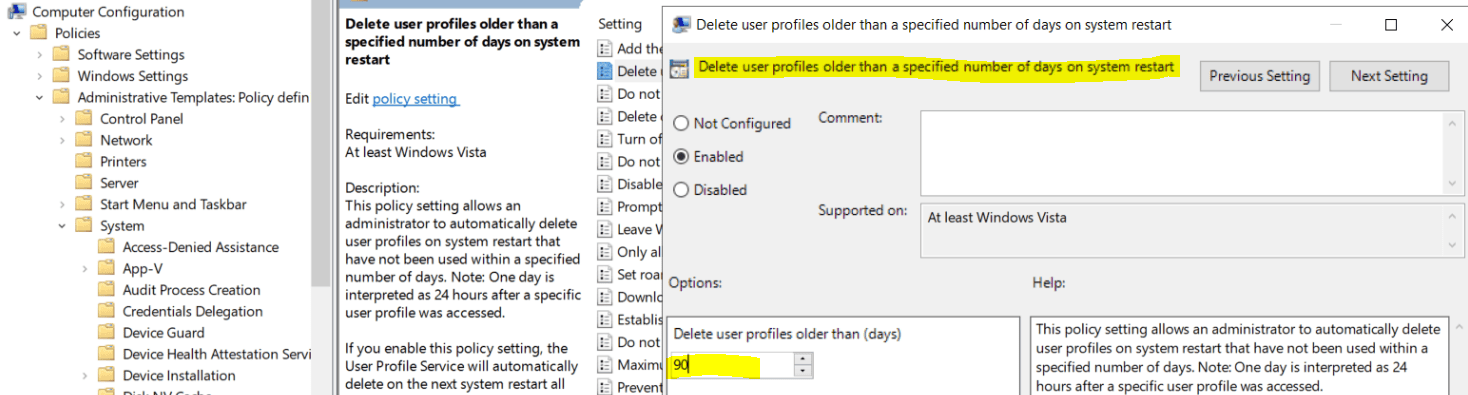 Computer Configuration
Policies
Software Settings
Windows Settings
Administrative Templates: Policy defin
Control Panel
Network
Printers
Server
Start Menu and Taskbar
System
Access-Denied Assistance
App-V
Audit Process Creation
Credentials Delegation
Device Guard
Device Health Attestation Servi
Device Installation
Disk NV Cache
Delete user profiles older than a
specified number of days on system
restart
Edit policy setting
Requirements:
At least Windows Vista
Description:
This policy setting allows an
administrator to automatically delete
user profiles on system restart that
have not been used within a specified
number of days. Note: One day is
interpreted as 24 hours after a specific
user profile was accessed.
If you enable this policy setting, the
User Profile Service will automatically
delete on the next system restart all
Setting
Add the
Delete
Do not
Delete
Turn of
Do not
Disable
Prompt
Leave W
Only al
Set roa
Downlo
Establis
Do not
Maximu
Prevent
Delete user profiles older than a specified number of days on system restart
Delete user profiles older than a specified number of days on system restart
Previous Setting
Next Setting
Not Configured
Enabled
Disabled
Comment:
Supported on:
At least Windows Vista
Options:
Help:
Delete user profiles older than (days)
90
This policy setting allows an administrator to automatically delete
user profiles on system restart that have not been used within a
specified number of days. Note: One day is interpreted as 24
hours after a specific user profile was accessed.